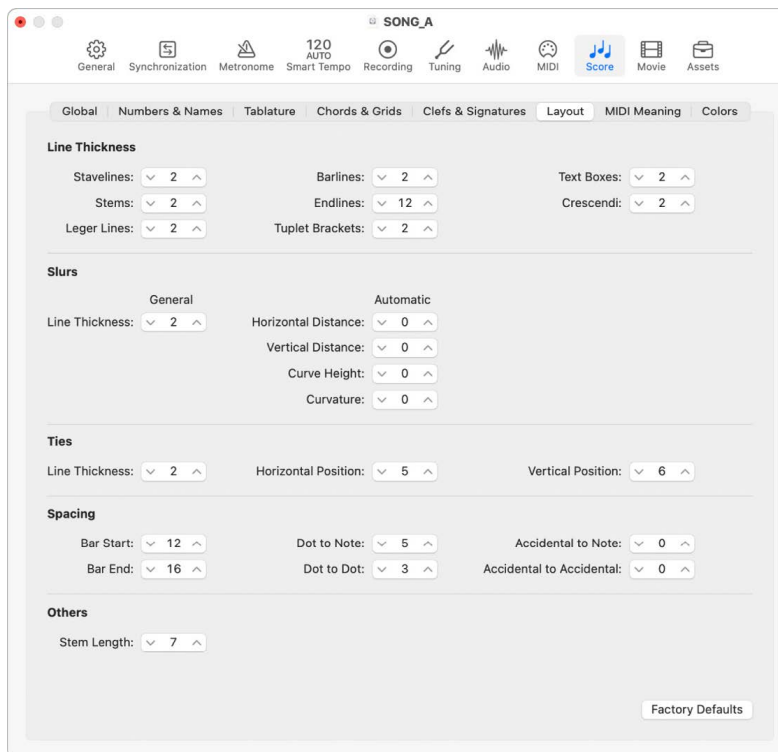 SONG_A
120
AUTO
General Synchronization Metronome Smart Tempo Recording Tuning Audio MIDI Score Movie Assets
Global Numbers & Names Tablature Chords & Grids Clefs & Signatures Layout MIDI Meaning Colors
Line Thickness
Stavelines: 2 Barlines: 2 Text Boxes: 2
Stems: 2 Endlines: 12 Crescendi: 2
Leger Lines: 2 Tuplet Brackets: 2
Slurs
General Automatic
Line Thickness: 2 Horizontal Distance: 0
Vertical Distance: 0
Curve Height: 0
Curvature: 0
Ties
Line Thickness: 2 Horizontal Position: 5 Vertical Position: 6
Spacing
Bar Start: 12 Dot to Note: 5 Accidental to Note: 0
Bar End: 16 Dot to Dot: 3 Accidental to Accidental: 0
Others
Stem Length: 7
Factory Defaults